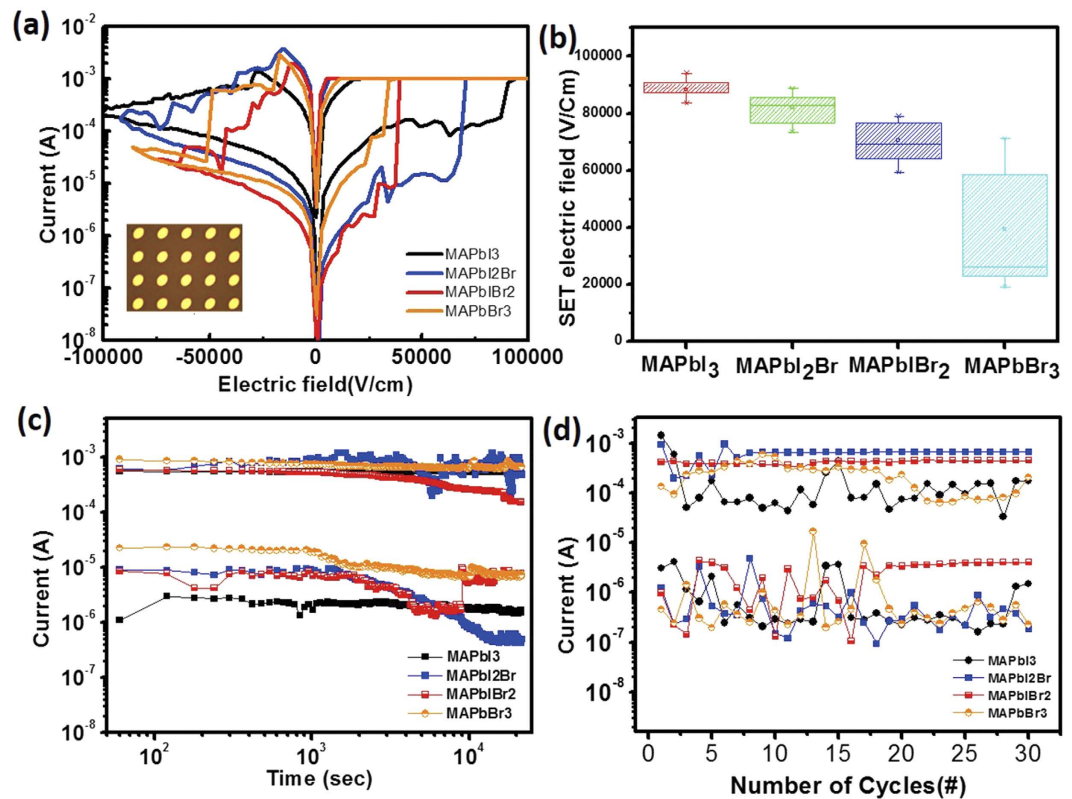 (a)
10^-2
10^-3
10^-4
10^-5
10^-6
10^-7
10^-8
Current (A)
-100000 -50000 0 50000 100000
Electric field(V/cm)
MAPbI3
MAPbI2Br
MAPbIBr2
MAPbBr3
(b)
100000
80000
60000
40000
20000
0
SET electric field (V/Cm)
MAPbI3 MAPbI2Br MAPbIBr2 MAPbBr3
(c)
10^-3
10^-4
10^-5
10^-6
10^-7
10^-8
Current (A)
10^2 10^3 10^4
Time (sec)
MAPbI3
MAPbI2Br
MAPbIBr2
MAPbBr3
(d)
10^-3
10^-4
10^-5
10^-6
10^-7
10^-8
Current (A)
0 5 10 15 20 25 30
Number of Cycles(#)
MAPbI3
MAPbI2Br
MAPbIBr2
MAPbBr3